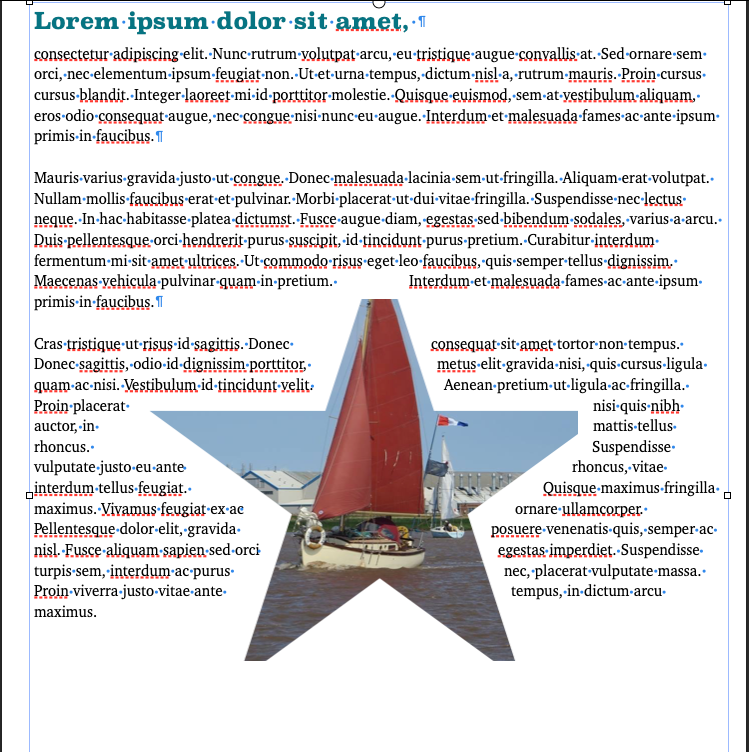 Lorem ipsum dolor sit amet,
consectetur adipiscing elit. Nunc rutrum volutpat arcu, eu tristique augue convallis at. Sed ornare sem
orci, nec elementum ipsum feugiat non. Ut et urna tempus, dictum nisl a, rutrum mauris. Proin cursus
cursus blandit. Integer laoreet mi id porttitor molestie. Quisque euismod, sem at vestibulum aliquam,
eros odio consequat augue, nec congue nisi nunc eu augue. Interdum et malesuada fames ac ante ipsum
primis in faucibus.
Mauris varius gravida justo ut congue. Donec malesuada lacinia sem ut fringilla. Aliquam erat volutpat.
Nullam mollis faucibus erat et pulvinar. Morbi placerat ut dui vitae fringilla. Suspendisse nec lectus
neque. In hac habitasse platea dictumst. Fusce augue diam, egestas sed bibendum sodales, varius a arcu.
Duis pellentesque orci hendrerit purus suscipit, id tincidunt purus pretium. Curabitur interdum
fermentum mi sit amet ultrices. Ut commodo risus eget leo faucibus, quis semper tellus dignissim.
Maecenas vehicula pulvinar quam in pretium. Interdum et malesuada fames ac ante ipsum
primis in faucibus.
Cras tristique ut risus id sagittis. Donec consequat sit amet tortor non tempus.
Donec sagittis, odio id dignissim porttitor, metus elit gravida nisi, quis cursus ligula
quam ac nisi. Vestibulum id tincidunt velit. Aenean pretium ut ligula ac fringilla.
Proin placerat nisi quis nibh
auctor, in mattis tellus
rhoncus. Suspendisse
vulputate justo eu ante rhoncus, vitae
interdum tellus feugiat. Quisque maximus fringilla
maximus. Vivamus feugiat ex ac ornare ullamcorper.
Pellentesque dolor elit, gravida posuere venenatis quis, semper ac
nisl. Fusce aliquam sapien sed orci egestas imperdiet. Suspendisse
turpis sem, interdum ac purus nec, placerat vulputate massa.
Proin viverra justo vitae ante tempus, in dictum arcu
maximus.